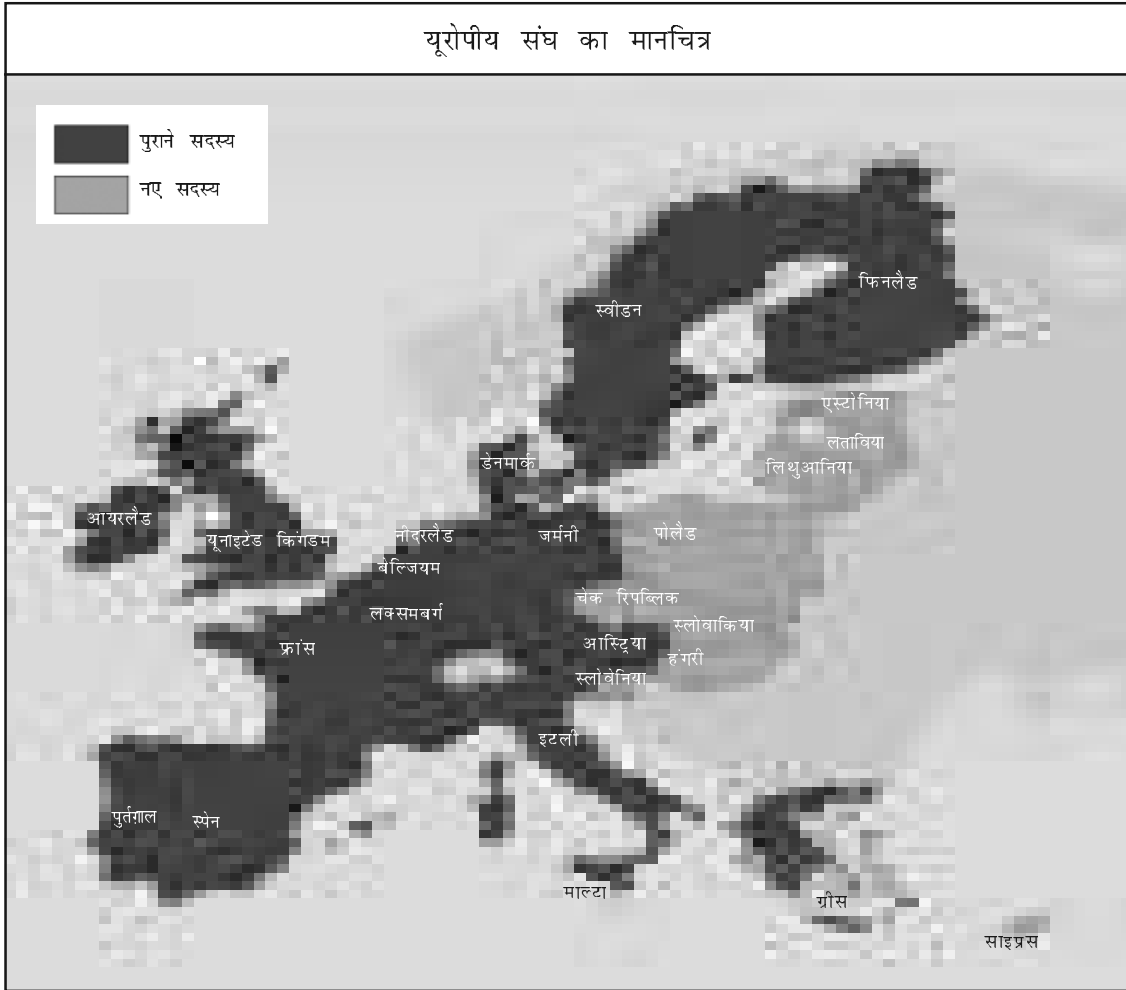 यूरोपीय संघ का मानचित्र
पुराने सदस्य
नए सदस्य
फिनलैड
स्वीडन
एस्टोनिया
लताविया
डेनमार्क
लिथुआनिया
आयरलैड
यूनाइटेड किंगडम
नीदरलैड
जर्मनी
पोलैड
बेल्जियम
चेक रिपब्लिक
लक्समबर्ग
स्लोवाकिया
फ्रांस
आस्ट्रिया
हंगरी
स्लोवेनिया
इटली
पुर्तग़ाल
स्पेन
माल्टा
ग्रीस
साइप्रस